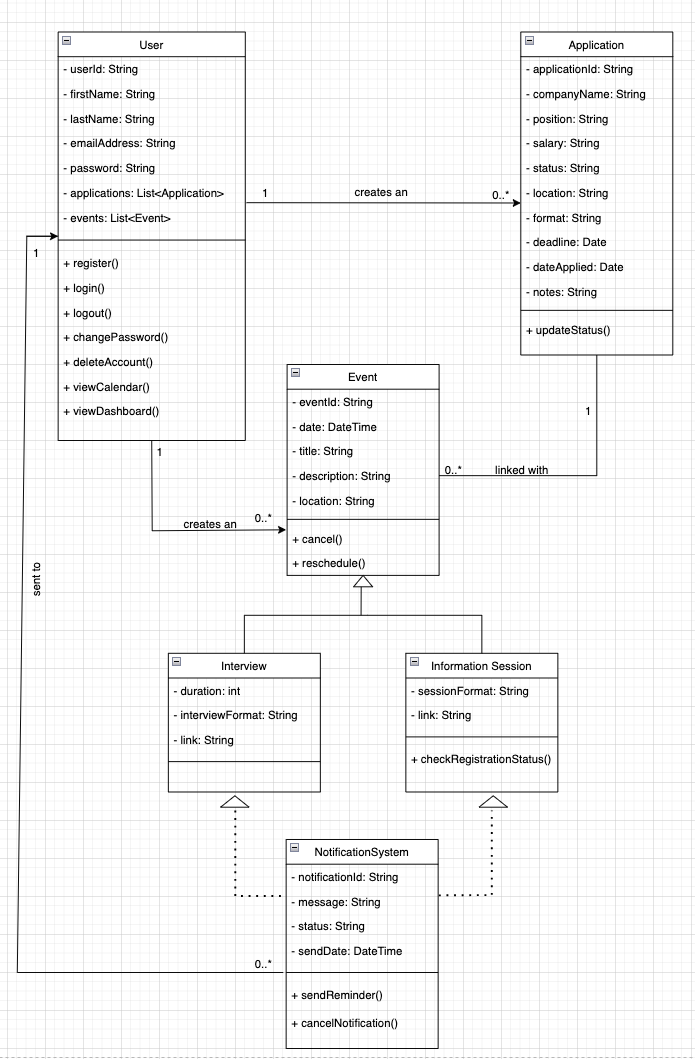 User
- userId: String
- firstName: String
- lastName: String
- emailAddress: String
- password: String
- applications: List<Application>
- events: List<Event>
+ register()
+ login()
+ logout()
+ changePassword()
+ deleteAccount()
+ viewCalendar()
+ viewDashboard()
1
creates an
0..*
Application
- applicationId: String
- companyName: String
- position: String
- salary: String
- status: String
- location: String
- format: String
- deadline: Date
- dateApplied: Date
- notes: String
+ updateStatus()
1
linked with
0..*
1
creates an
0..*
Event
- eventId: String
- date: DateTime
- title: String
- description: String
- location: String
+ cancel()
+ reschedule()
Interview
- duration: int
- interviewFormat: String
- link: String
Information Session
- sessionFormat: String
- link: String
+ checkRegistrationStatus()
NotificationSystem
- notificationId: String
- message: String
- status: String
- sendDate: DateTime
+ sendReminder()
+ cancelNotification()
1
sent to
0..*